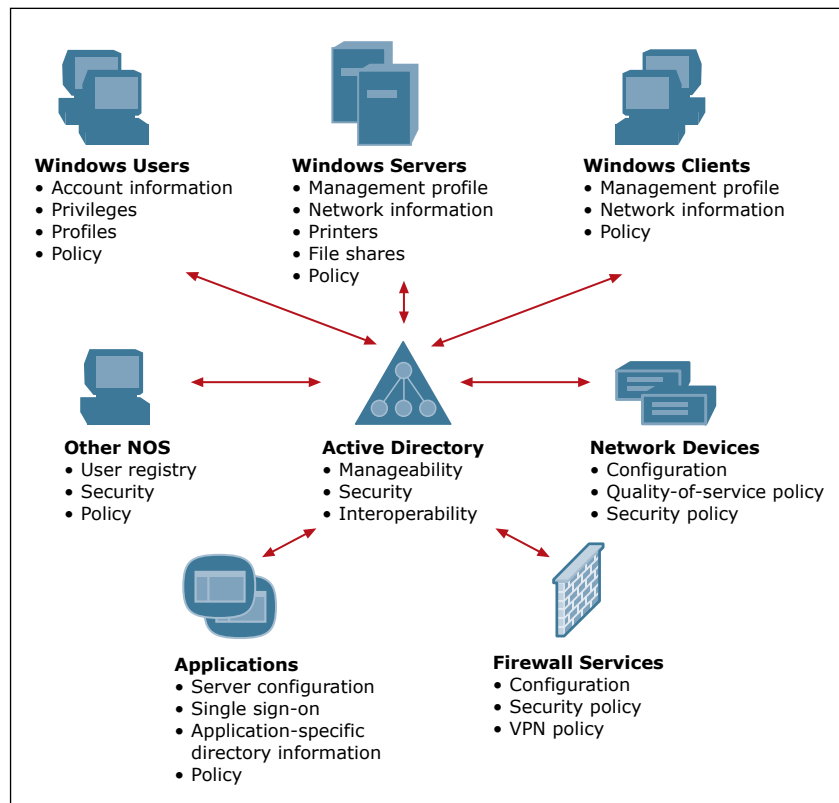 Windows Users
• Account information
• Privileges
• Profiles
• Policy
Windows Servers
• Management profile
• Network information
• Printers
• File shares
• Policy
Windows Clients
• Management profile
• Network information
• Policy
Other NOS
• User registry
• Security
• Policy
Active Directory
• Manageability
• Security
• Interoperability
Network Devices
• Configuration
• Quality-of-service policy
• Security policy
Applications
• Server configuration
• Single sign-on
• Application-specific
directory information
• Policy
Firewall Services
• Configuration
• Security policy
• VPN policy